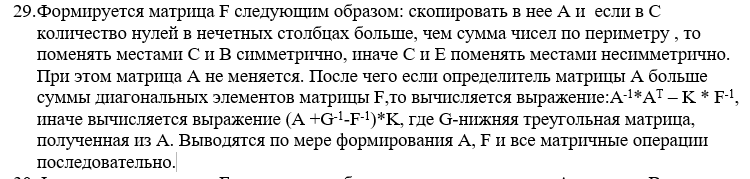 29.Формируется матрица F следующим образом: скопировать в нее А и  если в С
количество нулей в нечетных столбцах больше, чем сумма чисел по периметру , то
поменять местами С и В симметрично, иначе С и Е поменять местами несимметрично.
При этом матрица А не меняется. После чего если определитель матрицы А больше
суммы диагональных элементов матрицы F,то вычисляется выражение:A⁻¹*Aᵀ – K * F⁻¹,
иначе вычисляется выражение (A +G⁻¹-F⁻¹)*K, где G-нижняя треугольная матрица,
полученная из А. Выводятся по мере формирования А, F и все матричные операции
последовательно.